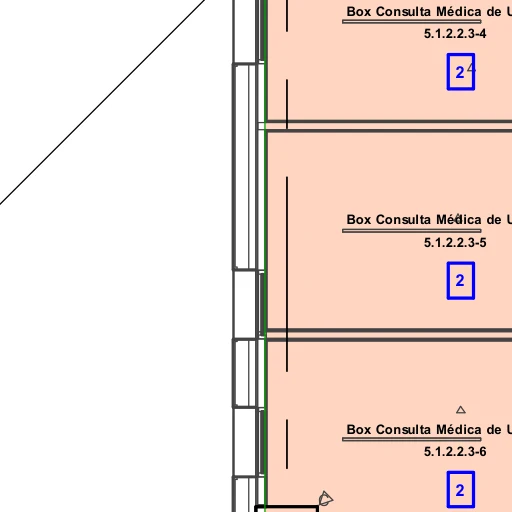 Box Consulta Médica de U
5.1.2.2.3-4
2
Box Consulta Médica de U
5.1.2.2.3-5
2
Box Consulta Médica de U
5.1.2.2.3-6
2